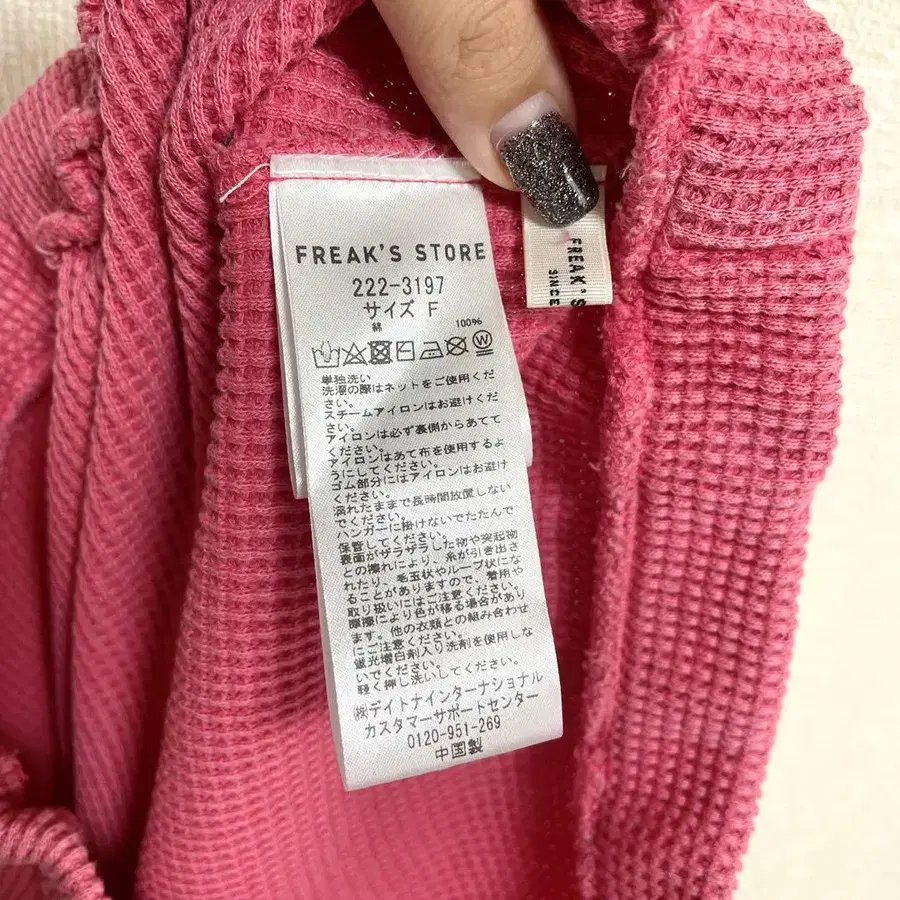 FREAK'S STORE
222-3197
サイズ F
綿 100%
単独洗い
洗濯の際はネットをご使用くだ
さい。
スチームアイロンはお避けくだ
さい。
アイロンは必ず裏側からあてて
ください。
アイロンはあて布を使用するよ
うにしてください。
ゴム部分にはアイロンはお避け
ください。
濡れたままで長時間放置しない
でください。
ハンガーに掛けないでたたんで
保管してください。
表面がザラザラした物や突起物
との擦れにより、糸が引き出さ
れたり、毛玉状やループ状にな
ることがありますので、着用や
取り扱いにはご注意ください。
摩擦により色が移る場合があり
ます。他の衣類との組み合わせ
にご注意ください。
蛍光増白剤入り洗剤を使用しな
いでください。
軽く押し洗いしてください。
㈱デイトナインターナショナル
カスタマーサポートセンター
0120-951-269
中国製
FREAK'S S
SINCE